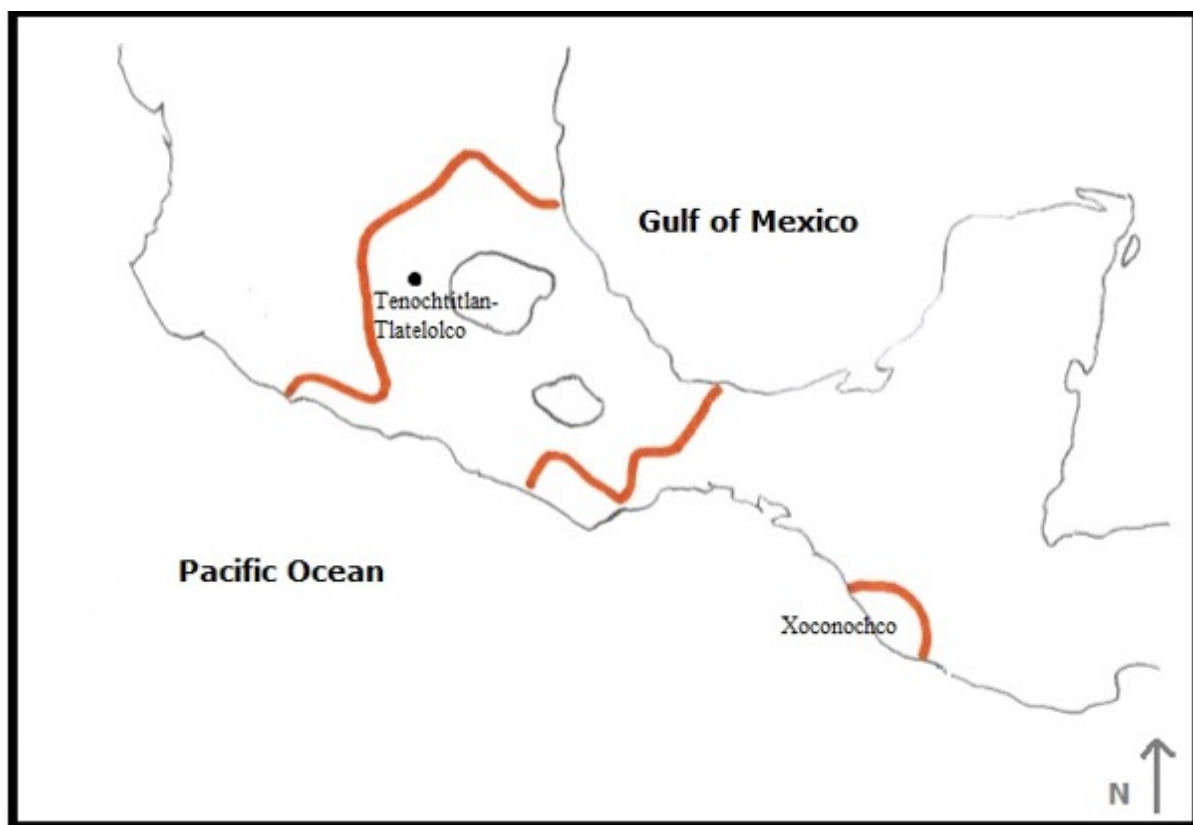 Gulf of Mexico
Tenochtitlan-
Tlatelolco
Pacific Ocean
Xoconochco
N